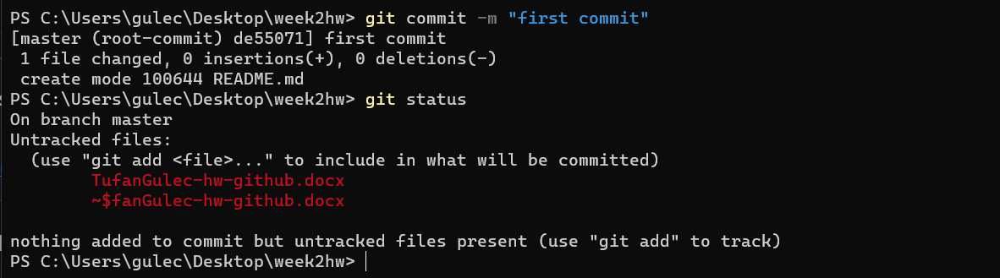 PS C:\Users\gulec\Desktop\week2hw> git commit -m "first commit"
[master (root-commit) de55071] first commit
 1 file changed, 0 insertions(+), 0 deletions(-)
 create mode 100644 README.md
PS C:\Users\gulec\Desktop\week2hw> git status
On branch master
Untracked files:
  (use "git add <file>..." to include in what will be committed)
        TufanGulec-hw-github.docx
        ~$fanGulec-hw-github.docx

nothing added to commit but untracked files present (use "git add" to track)
PS C:\Users\gulec\Desktop\week2hw>